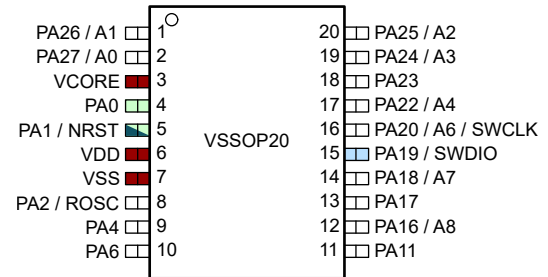 PA26 / A1 1 20 PA25 / A2
PA27 / A0 2 19 PA24 / A3
VCORE 3 18 PA23
PA0 4 17 PA22 / A4
PA1 / NRST 5 16 PA20 / A6 / SWCLK
VSSOP20
VDD 6 15 PA19 / SWDIO
VSS 7 14 PA18 / A7
PA2 / ROSC 8 13 PA17
PA4 9 12 PA16 / A8
PA6 10 11 PA11